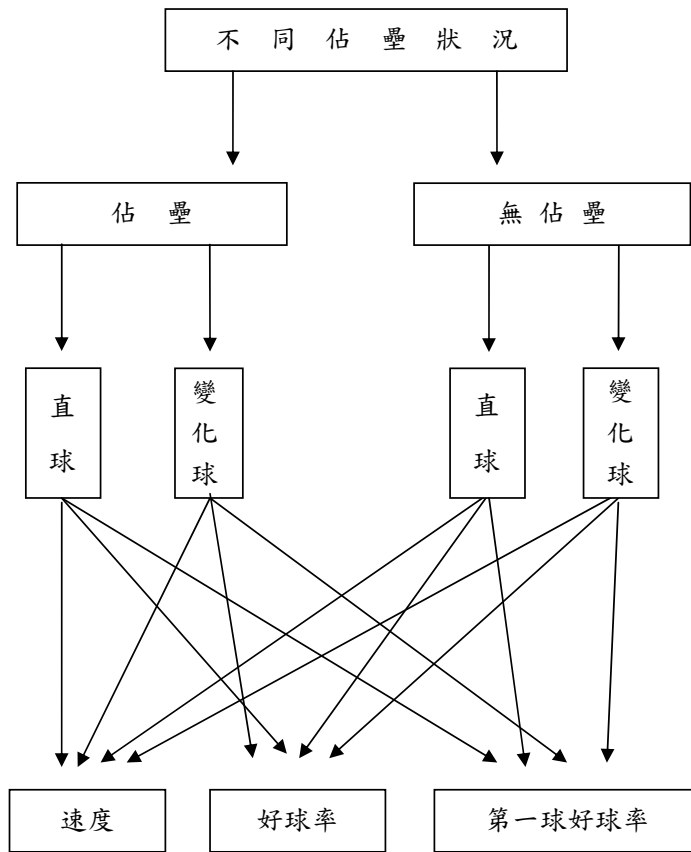 不同佔壘狀況
佔壘
無佔壘
直球
變化球
直球
變化球
速度
好球率
第一球好球率